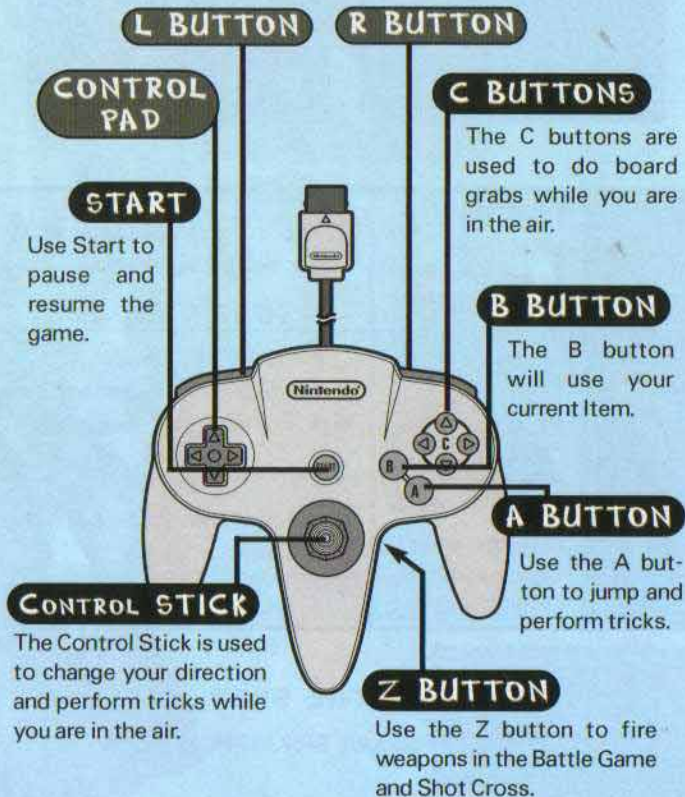 L BUTTON
R BUTTON
CONTROL
PAD
C BUTTONS
The C buttons are
used to do board
grabs while you are
in the air.
START
Use Start to
pause and
resume the
game.
B BUTTON
The B button
will use your
current Item.
Nintendo
Nintendo
C
START
B
A
A BUTTON
Use the A but-
ton to jump and
perform tricks.
CONTROL STICK
The Control Stick is used
to change your direction
and perform tricks while
you are in the air.
Z BUTTON
Use the Z button to fire
weapons in the Battle Game
and Shot Cross.